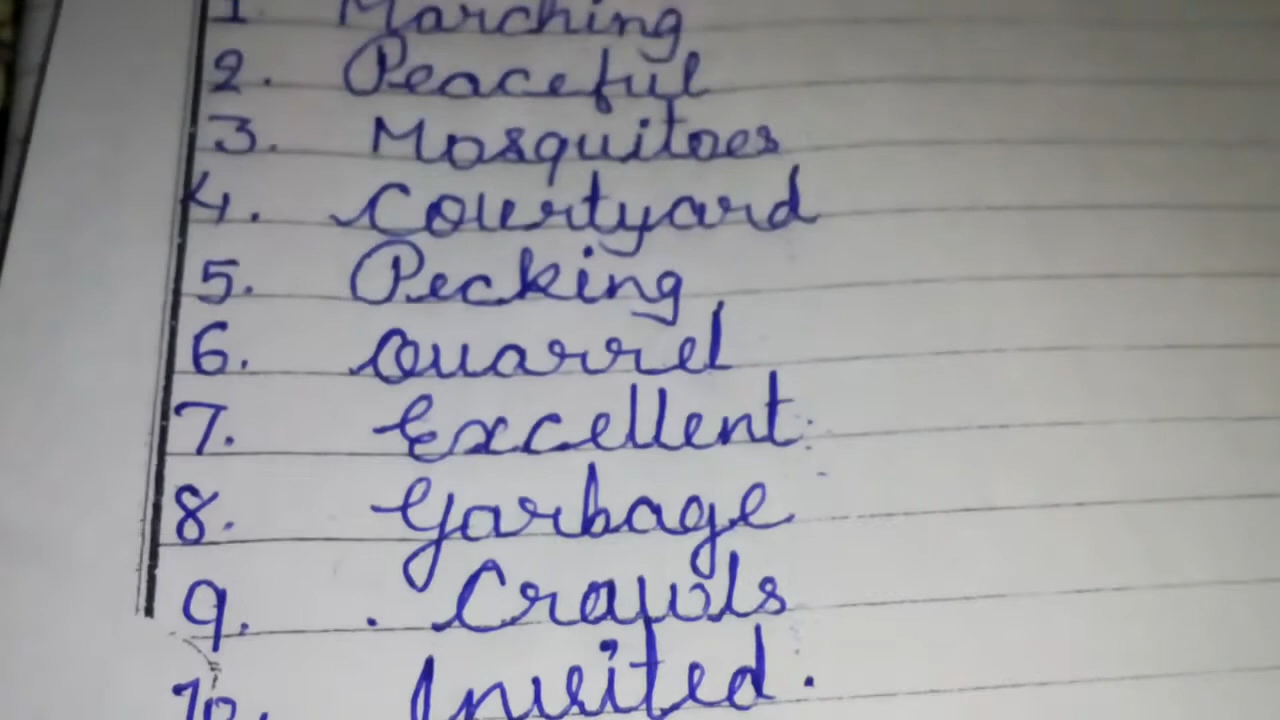 1 Marching
2. Peaceful
3. Mosquitoes
4. Courtyard
5. Pecking
6. Quarrel
7. Excellent
8. Garbage
9. Crawls
10. Invited.